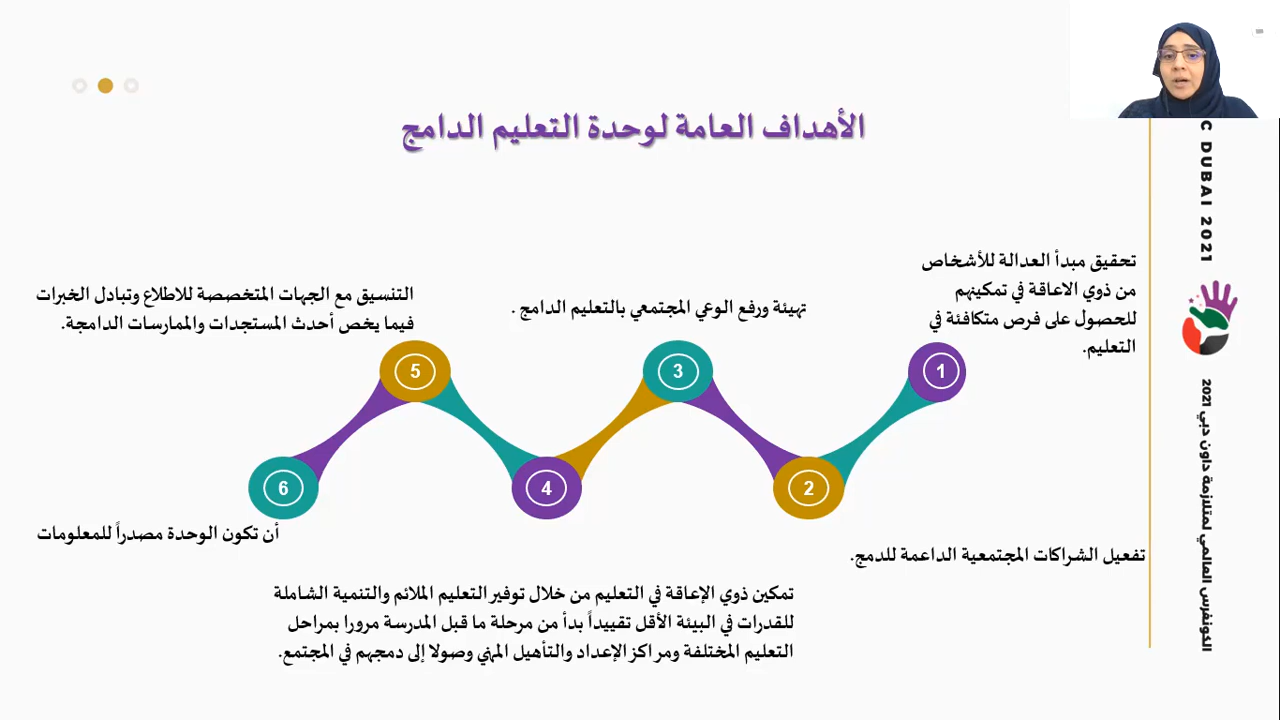 الأهداف العامة لوحدة التعليم الدامج
تحقيق مبدأ العدالة للأشخاص
من ذوي الاعاقة في تمكينهم
للحصول على فرص متكافئة في
التعليم.
1
تفعيل الشراكات المجتمعية الداعمة للدمج.
2
تهيئة ورفع الوعي المجتمعي بالتعليم الدامج .
3
تمكين ذوي الإعاقة في التعليم من خلال توفير التعليم الملائم والتنمية الشاملة
للقدرات في البيئة الأقل تقييداً بدأ من مرحلة ما قبل المدرسة مرورا بمراحل
التعليم المختلفة ومراكز الإعداد والتأهيل المهني وصولا إلى دمجهم في المجتمع.
4
التنسيق مع الجهات المتخصصة للاطلاع وتبادل الخبرات
فيما يخص أحدث المستجدات والممارسات الدامجة.
5
أن تكون الوحدة مصدراً للمعلومات
6
C DUBAI 2021
الكونغرس العالمي لمتلازمة داون دبي 2021